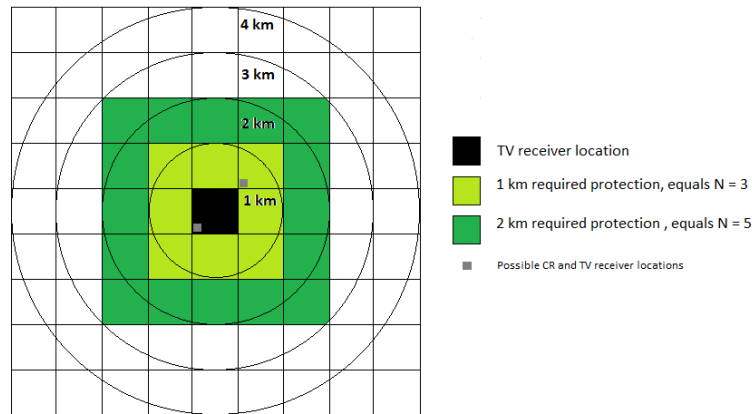 4 km
3 km
2 km
1 km
TV receiver location
1 km required protection, equals N = 3
2 km required protection , equals N = 5
Possible CR and TV receiver locations